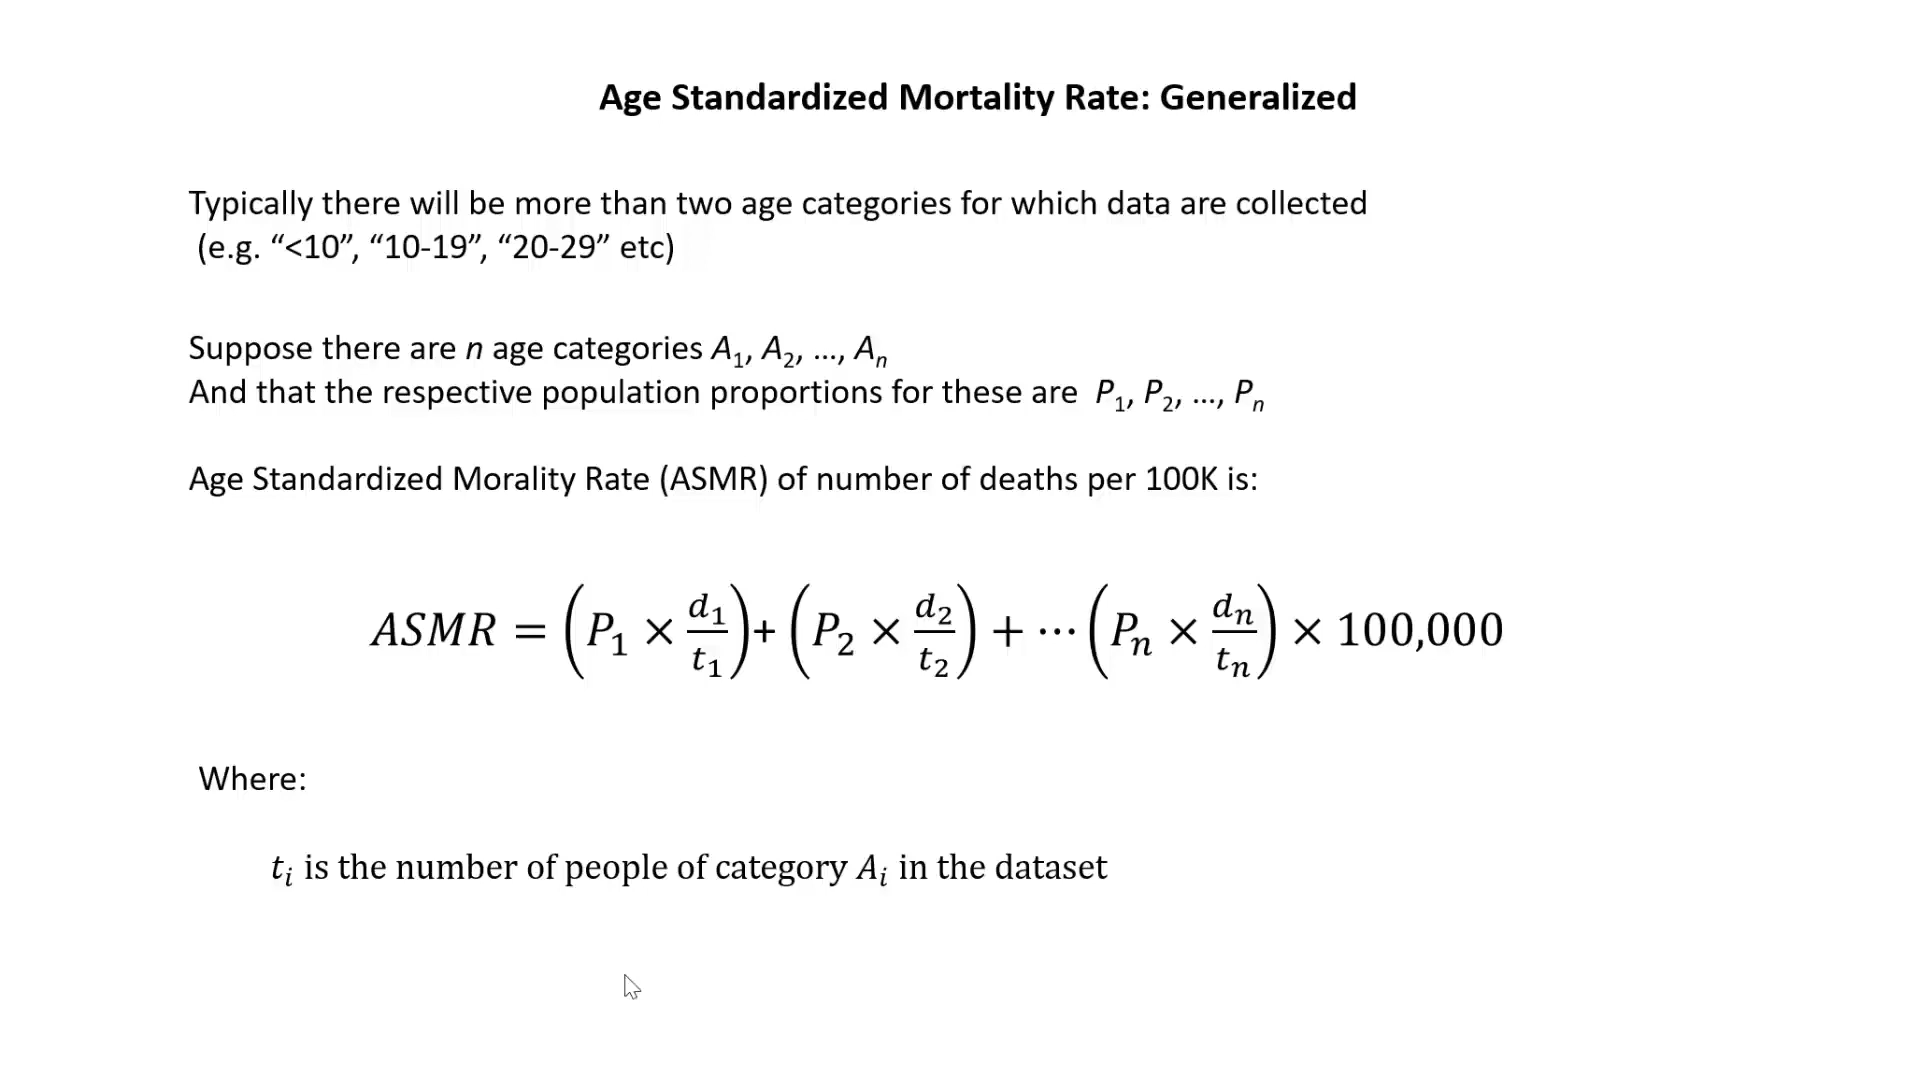 Age Standardized Mortality Rate: Generalized
Typically there will be more than two age categories for which data are collected
(e.g. “<10”, “10-19”, “20-29” etc)
Suppose there are n age categories A₁, A₂, ..., Aₙ
And that the respective population proportions for these are P₁, P₂, ..., Pₙ
Age Standardized Morality Rate (ASMR) of number of deaths per 100K is:
ASMR = (P₁ × d₁/t₁) + (P₂ × d₂/t₂) + ⋯ (Pₙ × dₙ/tₙ) × 100,000
Where:
tᵢ is the number of people of category Aᵢ in the dataset